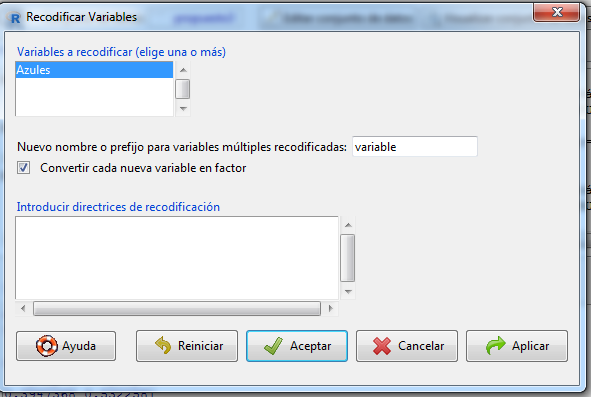 Recodificar Variables
Variables a recodificar (elige una o más)
Azules
Nuevo nombre o prefijo para variables múltiples recodificadas: variable
Convertir cada nueva variable en factor
Introducir directrices de recodificación
Ayuda Reiniciar Aceptar Cancelar Aplicar